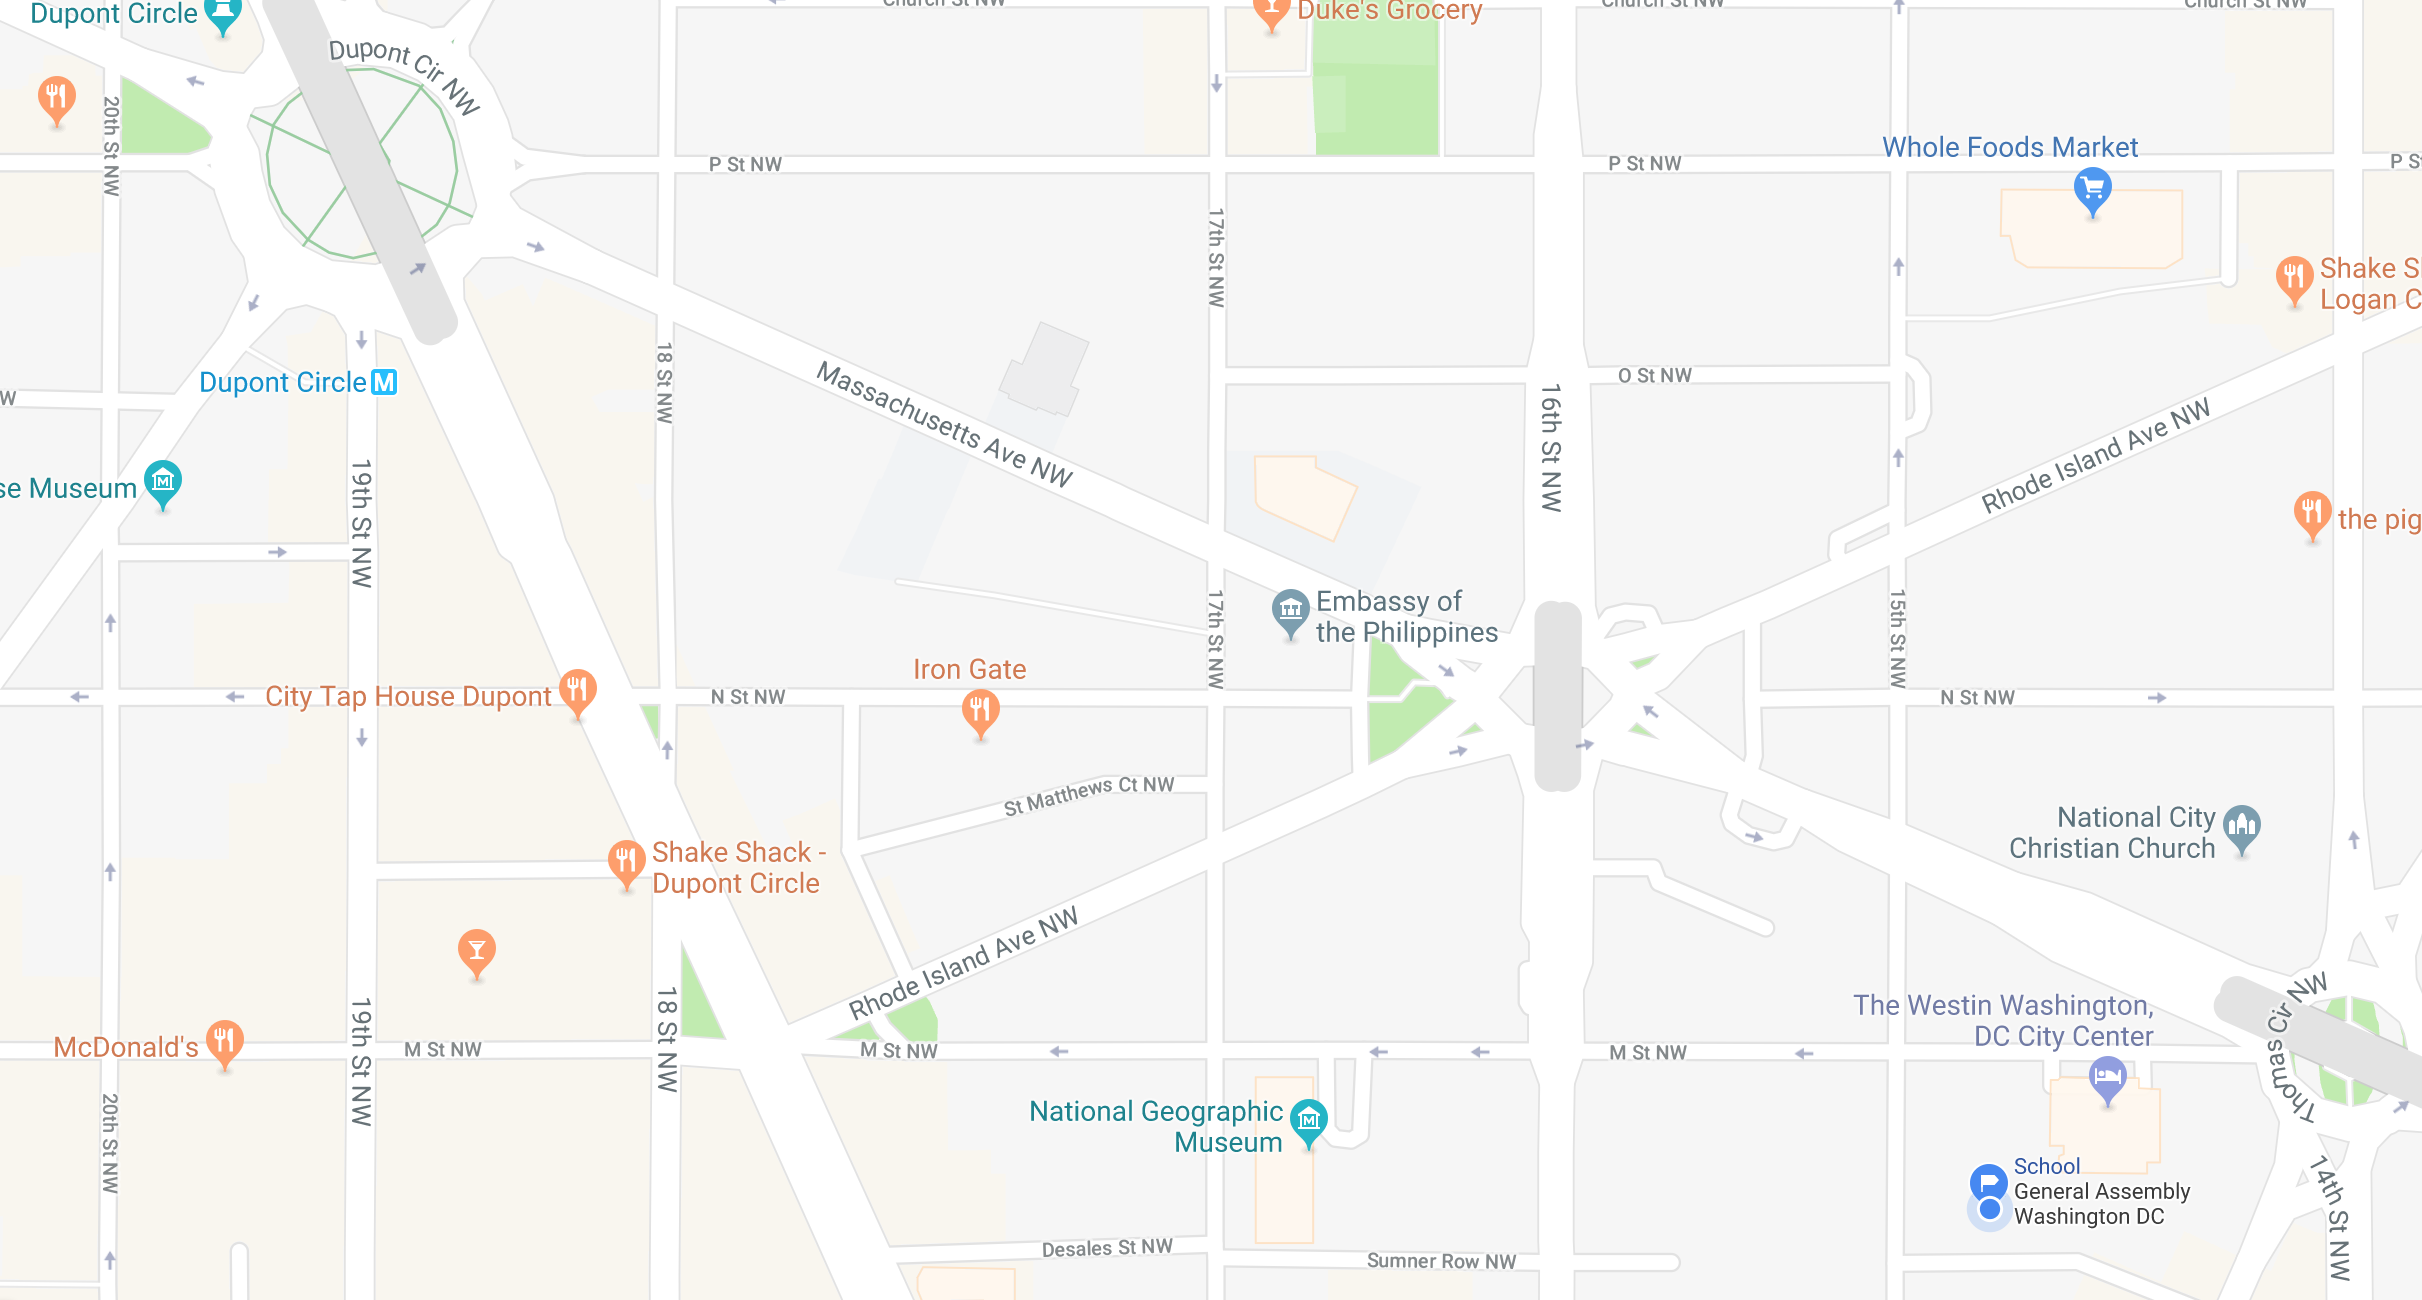 Church St NW
Church St NW
Church St NW
Dupont Circle
Duke's Grocery
Dupont Cir NW
20th St NW
Whole Foods Market
P St NW
P St NW
P St
17th St NW
Shake S
Logan C
18 St NW
Dupont Circle M
Massachusetts Ave NW
O St NW
16th St NW
W
Rhode Island Ave NW
19th St NW
se Museum
the pig
Embassy of
the Philippines
17th St NW
15th St NW
Iron Gate
City Tap House Dupont
N St NW
N St NW
St Matthews Ct NW
National City
Christian Church
Shake Shack -
Dupont Circle
Rhode Island Ave NW
The Westin Washington,
DC City Center
Thomas Cir NW
McDonald's
19th St NW
M St NW
18 St NW
M St NW
M St NW
20th St NW
National Geographic
Museum
School
General Assembly
Washington DC
14th St NW
Desales St NW
Sumner Row NW